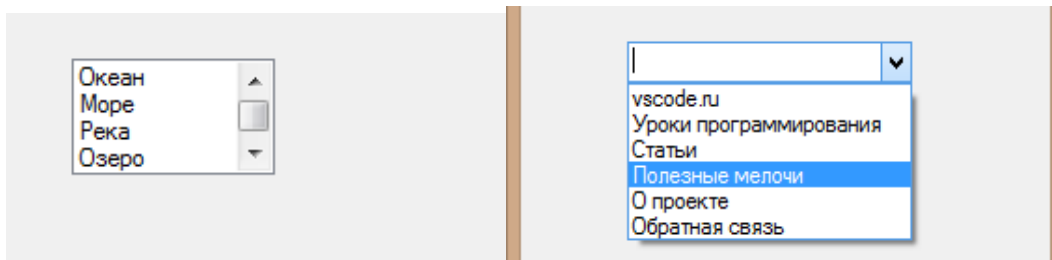 Океан
Море
Река
Озеро
vscode.ru
Уроки программирования
Статьи
Полезные мелочи
О проекте
Обратная связь